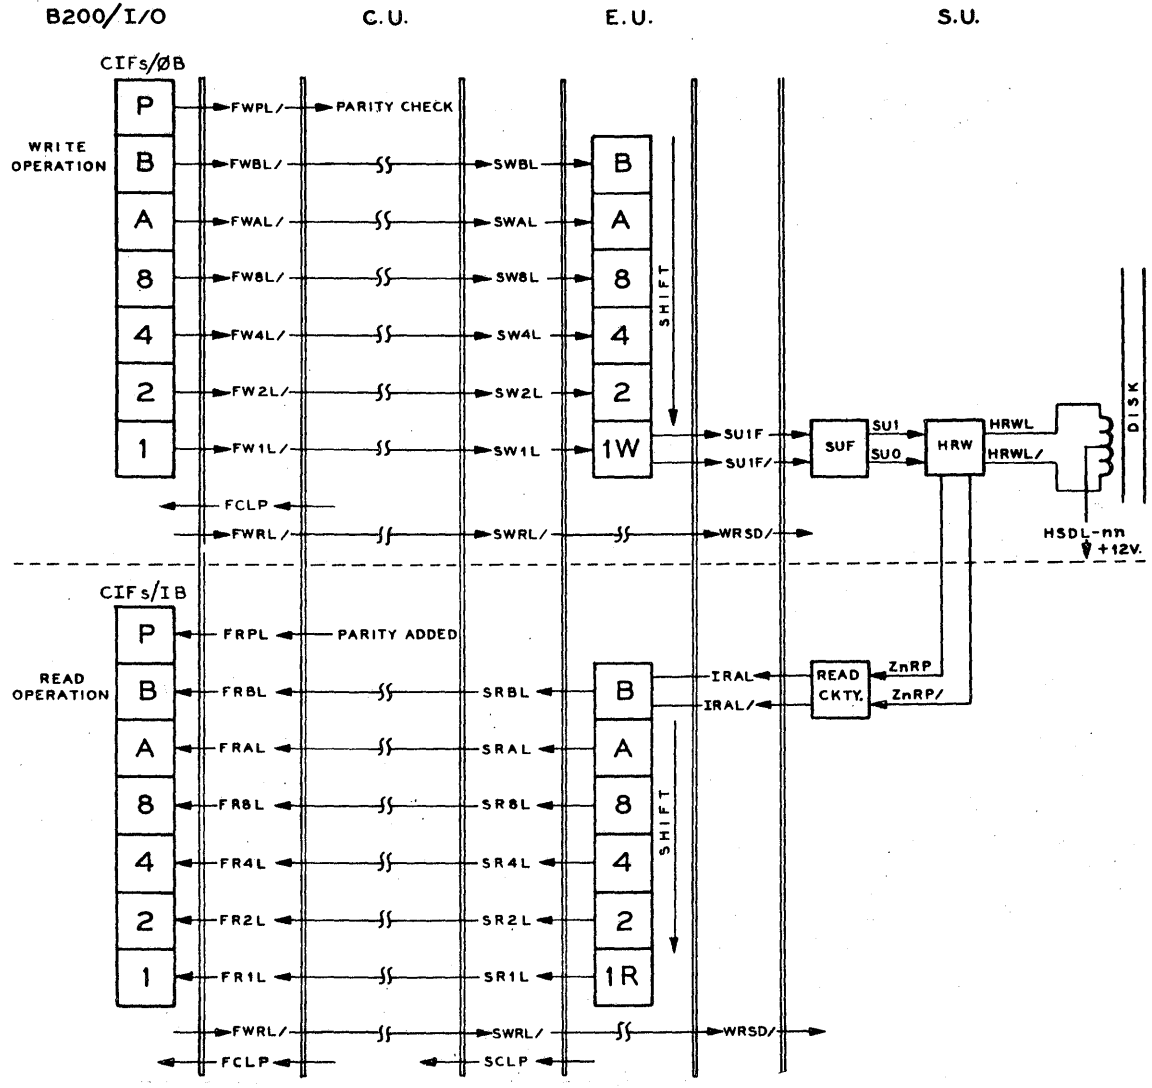 B200/I/O C.U. E.U. S.U.
CIFs/ØB
P FWPL/ PARITY CHECK
WRITE OPERATION
B FWBL/ SWBL B
A FWAL/ SWAL A
8 FW8L/ SW8L 8
SHIFT
4 FW4L/ SW4L 4
2 FW2L/ SW2L 2
DISK
1 FW1L/ SW1L 1W
SU1F SUF SU1 HRW HRWL
SU1F/ SU0 HRWL/
FCLP
FWRL/ SWRL/ WRSD/
HSDL-nn
+12V.
CIFs/IB
P FRPL PARITY ADDED
READ OPERATION
IRAL READ CKTY. ZnRP
IRAL/ ZnRP/
B FRBL SRBL B
A FRAL SRAL A
8 FR8L SR8L 8
SHIFT
4 FR4L SR4L 4
2 FR2L SR2L 2
1 FR1L SR1L 1R
FWRL/ SWRL/ WRSD/
FCLP SCLP